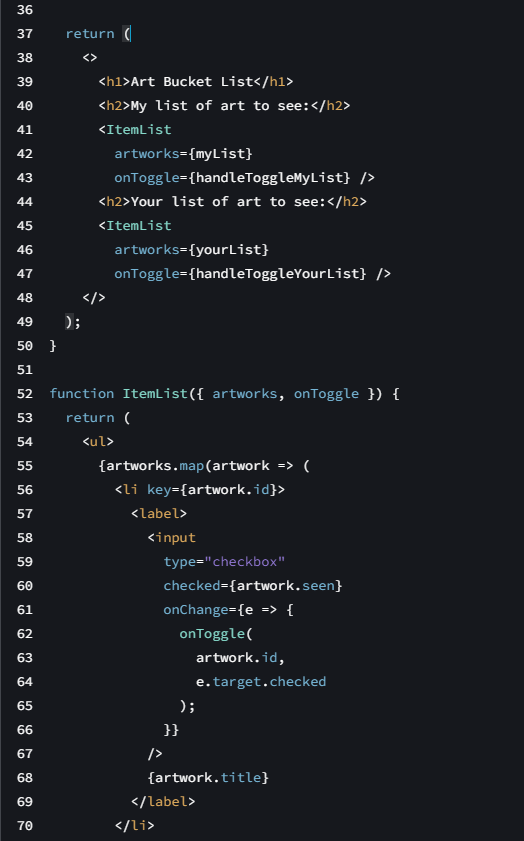 36
37 return (
38 <>
39 <h1>Art Bucket List</h1>
40 <h2>My list of art to see:</h2>
41 <ItemList
42 artworks={myList}
43 onToggle={handleToggleMyList} />
44 <h2>Your list of art to see:</h2>
45 <ItemList
46 artworks={yourList}
47 onToggle={handleToggleYourList} />
48 </>
49 );
50 }
51
52 function ItemList({ artworks, onToggle }) {
53 return (
54 <ul>
55 {artworks.map(artwork => (
56 <li key={artwork.id}>
57 <label>
58 <input
59 type="checkbox"
60 checked={artwork.seen}
61 onChange={e => {
62 onToggle(
63 artwork.id,
64 e.target.checked
65 );
66 }}
67 />
68 {artwork.title}
69 </label>
70 </li>